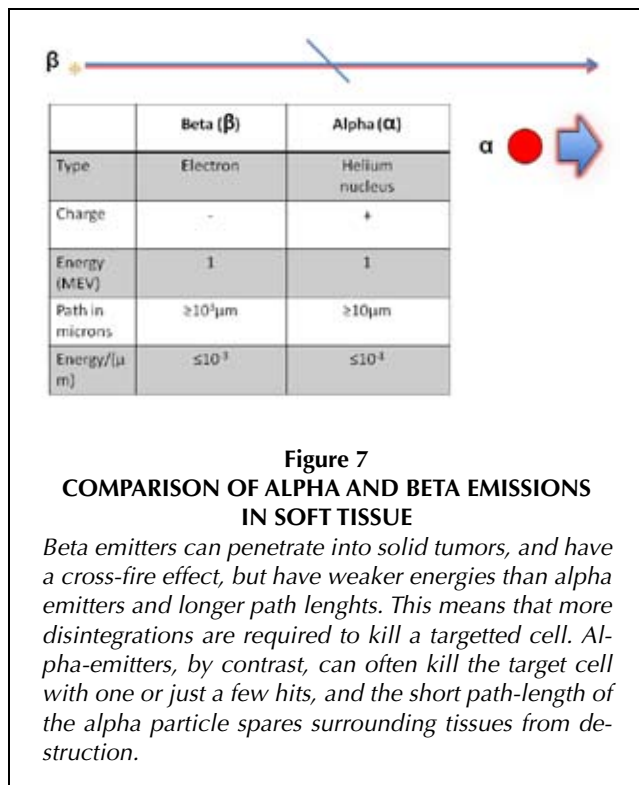 β
Beta (β) Alpha (α)
α
Type Electron Helium
nucleus
Charge - +
Energy 1 1
(MEV)
Path in ≥10³μm ≥10μm
microns
Energy/(μ ≤10⁻³
m)
Figure 7
COMPARISON OF ALPHA AND BETA EMISSIONS
IN SOFT TISSUE
Beta emitters can penetrate into solid tumors, and have
a cross-fire effect, but have weaker energies than alpha
emitters and longer path lenghts. This means that more
disintegrations are required to kill a targetted cell. Al-
pha-emitters, by contrast, can often kill the target cell
with one or just a few hits, and the short path-length of
the alpha particle spares surrounding tissues from de-
struction.